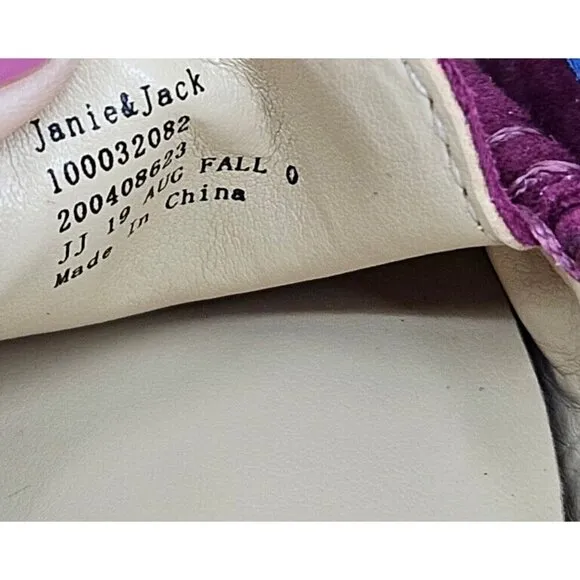 Janie&Jack
100032082
200408623
JJ 19 AUG FALL 0
Made In China